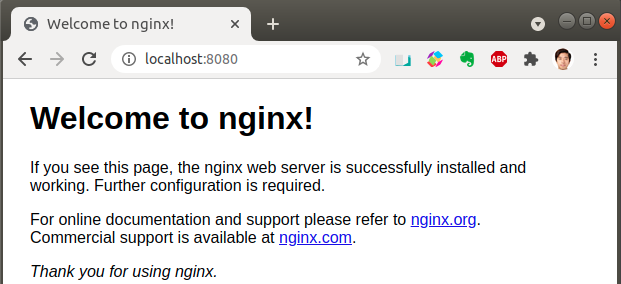 Welcome to nginx!
localhost:8080
ABP
Welcome to nginx!
If you see this page, the nginx web server is successfully installed and
working. Further configuration is required.
For online documentation and support please refer to nginx.org.
Commercial support is available at nginx.com.
Thank you for using nginx.